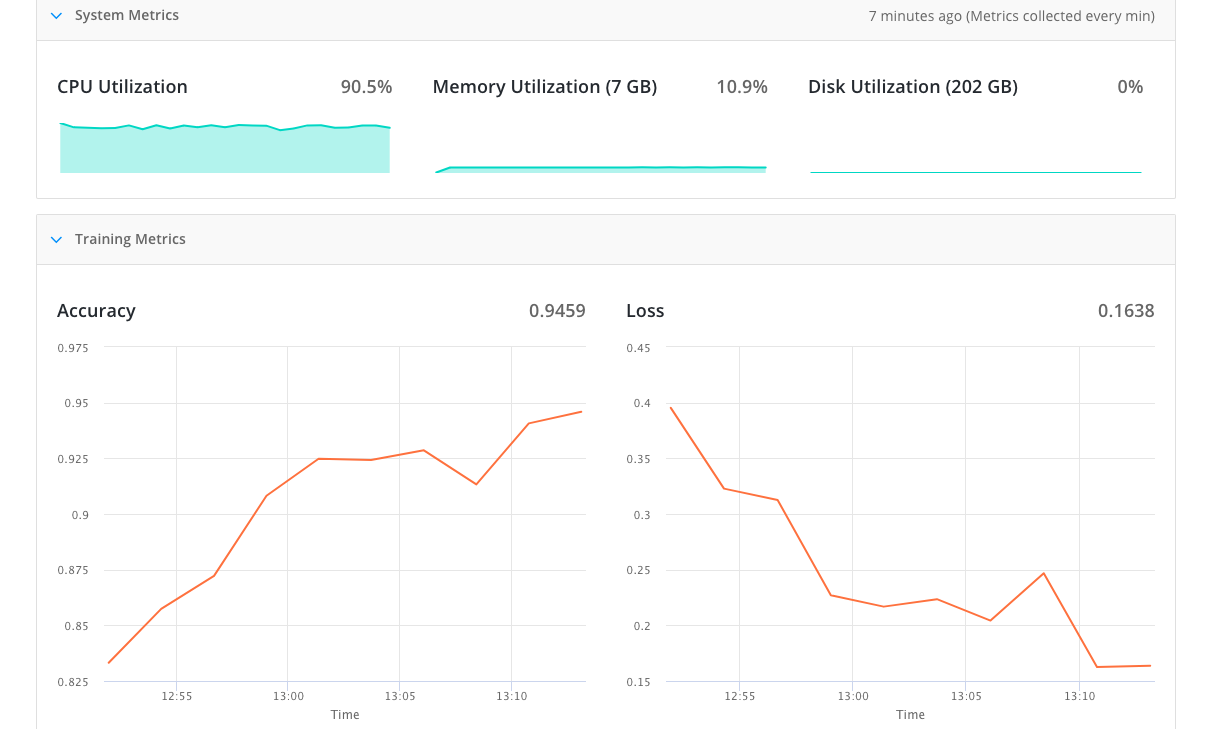 System Metrics
7 minutes ago (Metrics collected every min)
CPU Utilization
90.5%
Memory Utilization (7 GB)
10.9%
Disk Utilization (202 GB)
0%
Training Metrics
Accuracy
0.9459
0.975
0.95
0.925
0.9
0.875
0.85
0.825
12:55
13:00
13:05
13:10
Time
Loss
0.1638
0.45
0.4
0.35
0.3
0.25
0.2
0.15
12:55
13:00
13:05
13:10
Time